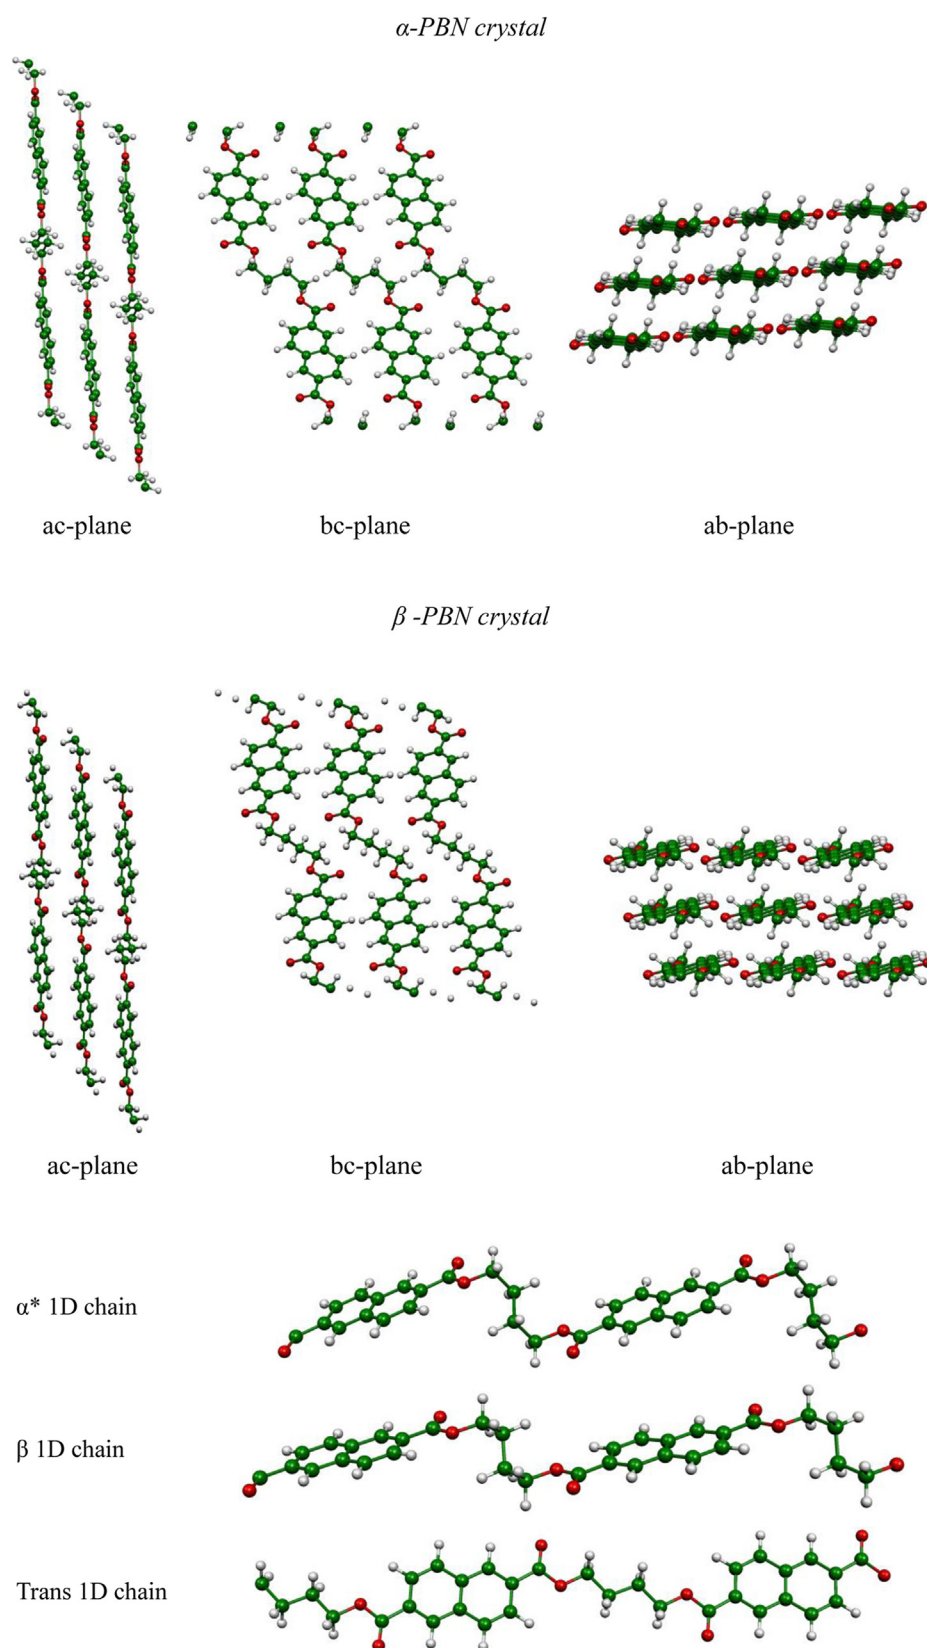 α-PBN crystal
ac-plane bc-plane ab-plane
β -PBN crystal
ac-plane bc-plane ab-plane
α* 1D chain
β 1D chain
Trans 1D chain